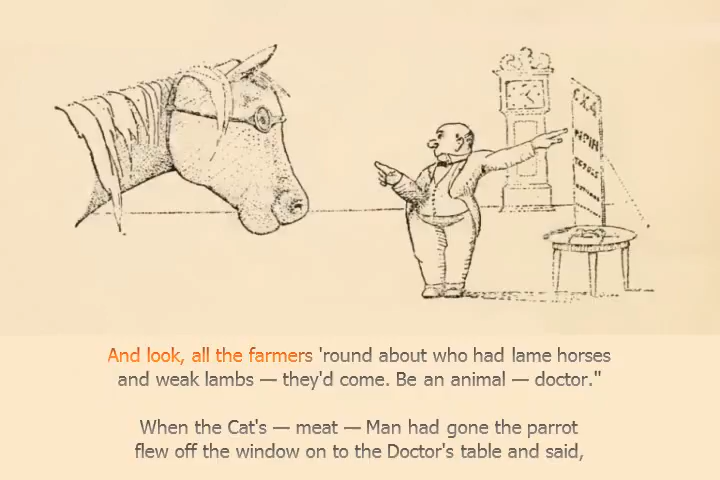 And look, all the farmers 'round about who had lame horses
and weak lambs — they'd come. Be an animal — doctor."
When the Cat's — meat — Man had gone the parrot
flew off the window on to the Doctor's table and said,